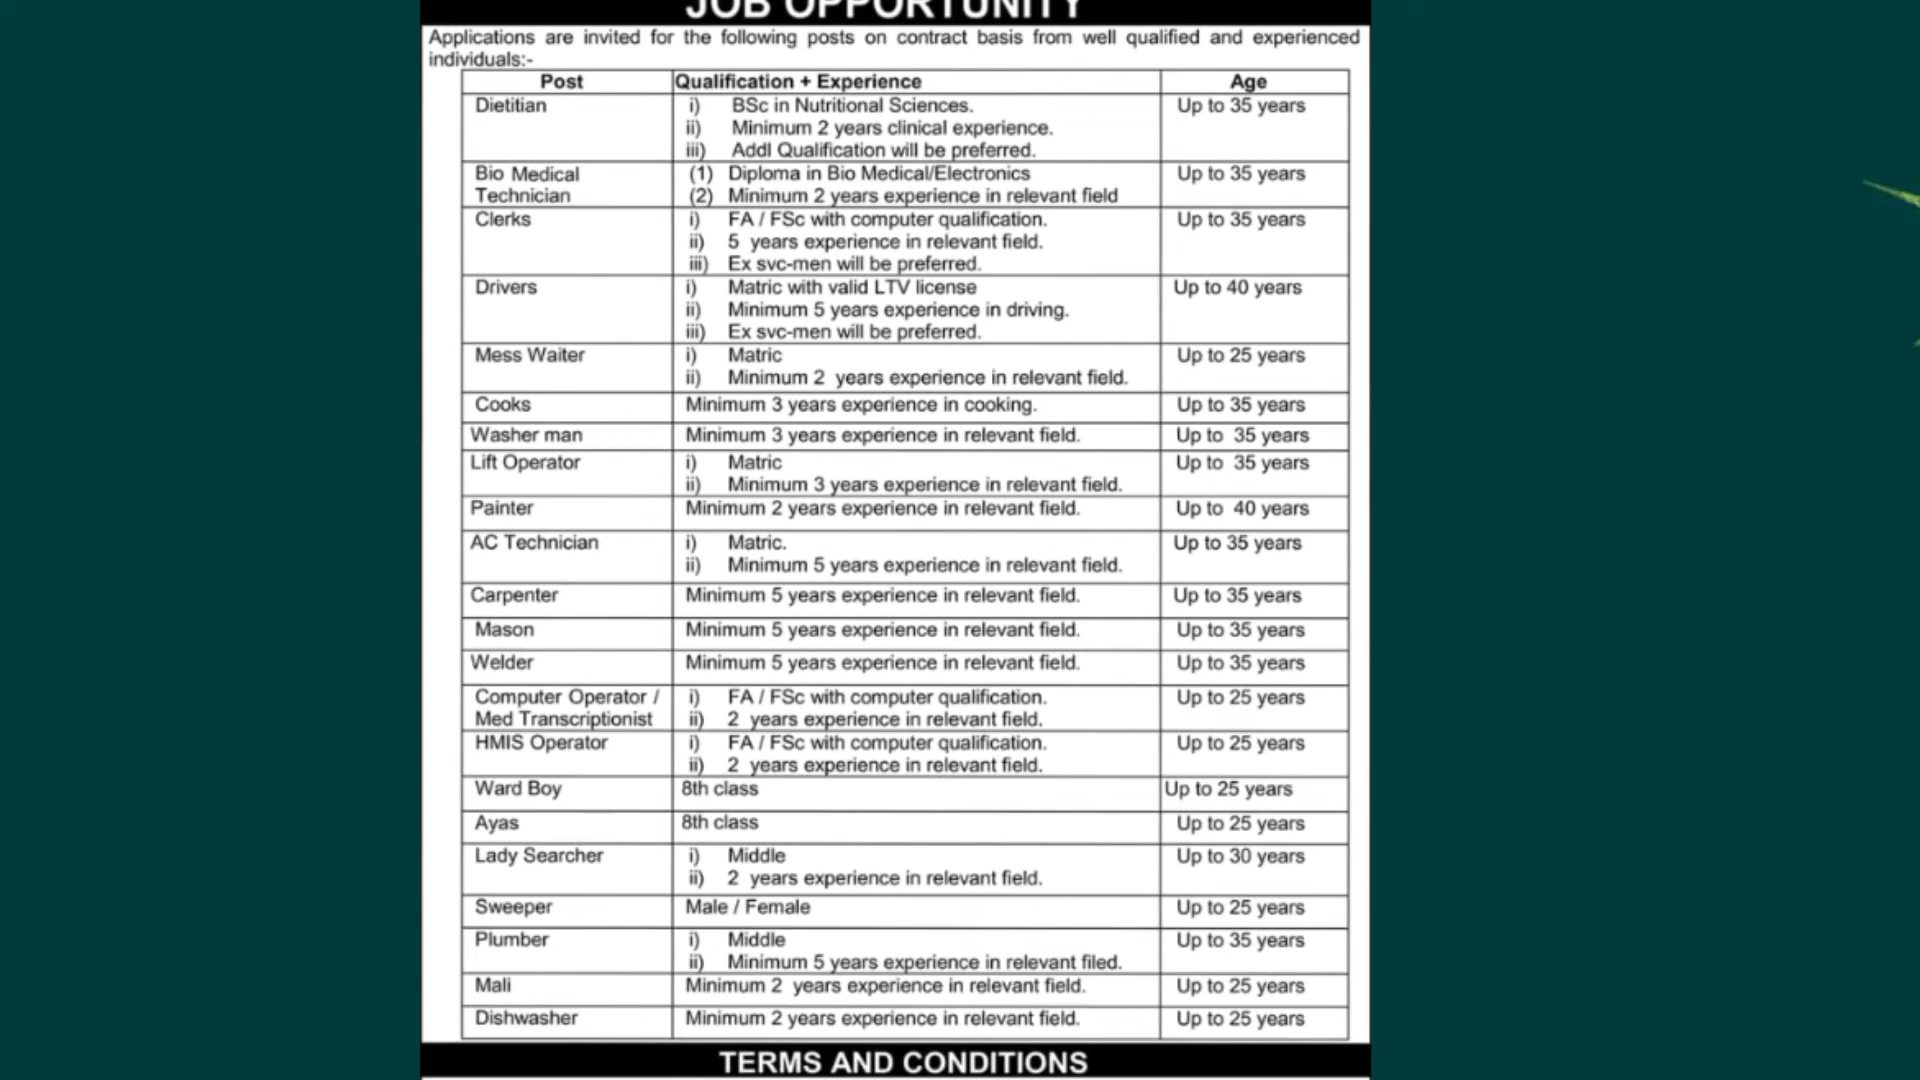 JOB OPPORTUNITY
Applications are invited for the following posts on contract basis from well qualified and experienced
individuals:-
Post Qualification + Experience Age
Dietitian i) BSc in Nutritional Sciences. Up to 35 years
ii) Minimum 2 years clinical experience.
iii) Addl Qualification will be preferred.
Bio Medical (1) Diploma in Bio Medical/Electronics Up to 35 years
Technician (2) Minimum 2 years experience in relevant field
Clerks i) FA / FSc with computer qualification. Up to 35 years
ii) 5 years experience in relevant field.
iii) Ex svc-men will be preferred.
Drivers i) Matric with valid LTV license Up to 40 years
ii) Minimum 5 years experience in driving.
iii) Ex svc-men will be preferred.
Mess Waiter i) Matric Up to 25 years
ii) Minimum 2 years experience in relevant field.
Cooks Minimum 3 years experience in cooking. Up to 35 years
Washer man Minimum 3 years experience in relevant field. Up to 35 years
Lift Operator i) Matric Up to 35 years
ii) Minimum 3 years experience in relevant field.
Painter Minimum 2 years experience in relevant field. Up to 40 years
AC Technician i) Matric. Up to 35 years
ii) Minimum 5 years experience in relevant field.
Carpenter Minimum 5 years experience in relevant field. Up to 35 years
Mason Minimum 5 years experience in relevant field. Up to 35 years
Welder Minimum 5 years experience in relevant field. Up to 35 years
Computer Operator / i) FA / FSc with computer qualification. Up to 25 years
Med Transcriptionist ii) 2 years experience in relevant field.
HMIS Operator i) FA / FSc with computer qualification. Up to 25 years
ii) 2 years experience in relevant field.
Ward Boy 8th class Up to 25 years
Ayas 8th class Up to 25 years
Lady Searcher i) Middle Up to 30 years
ii) 2 years experience in relevant field.
Sweeper Male / Female Up to 25 years
Plumber i) Middle Up to 35 years
ii) Minimum 5 years experience in relevant filed.
Mali Minimum 2 years experience in relevant field. Up to 25 years
Dishwasher Minimum 2 years experience in relevant field. Up to 25 years
TERMS AND CONDITIONS